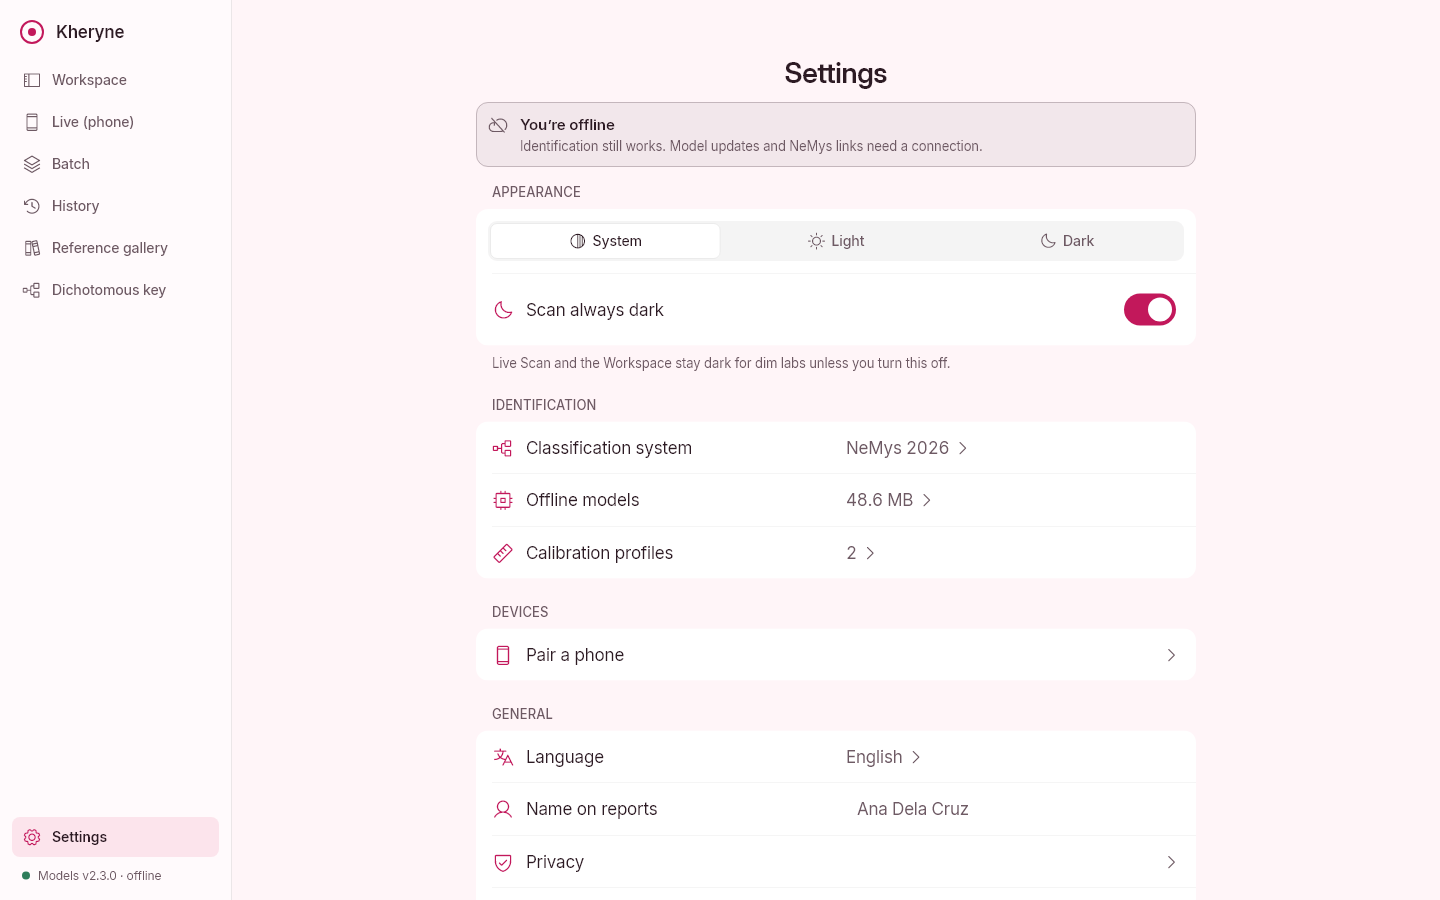 Kheryne
Workspace
Live (phone)
Batch
History
Reference gallery
Dichotomous key
Settings
Models v2.3.0 · offline
Settings
You’re offline
Identification still works. Model updates and NeMys links need a connection.
APPEARANCE
System
Light
Dark
Scan always dark
Live Scan and the Workspace stay dark for dim labs unless you turn this off.
IDENTIFICATION
Classification system
NeMys 2026
Offline models
48.6 MB
Calibration profiles
2
DEVICES
Pair a phone
GENERAL
Language
English
Name on reports
Ana Dela Cruz
Privacy